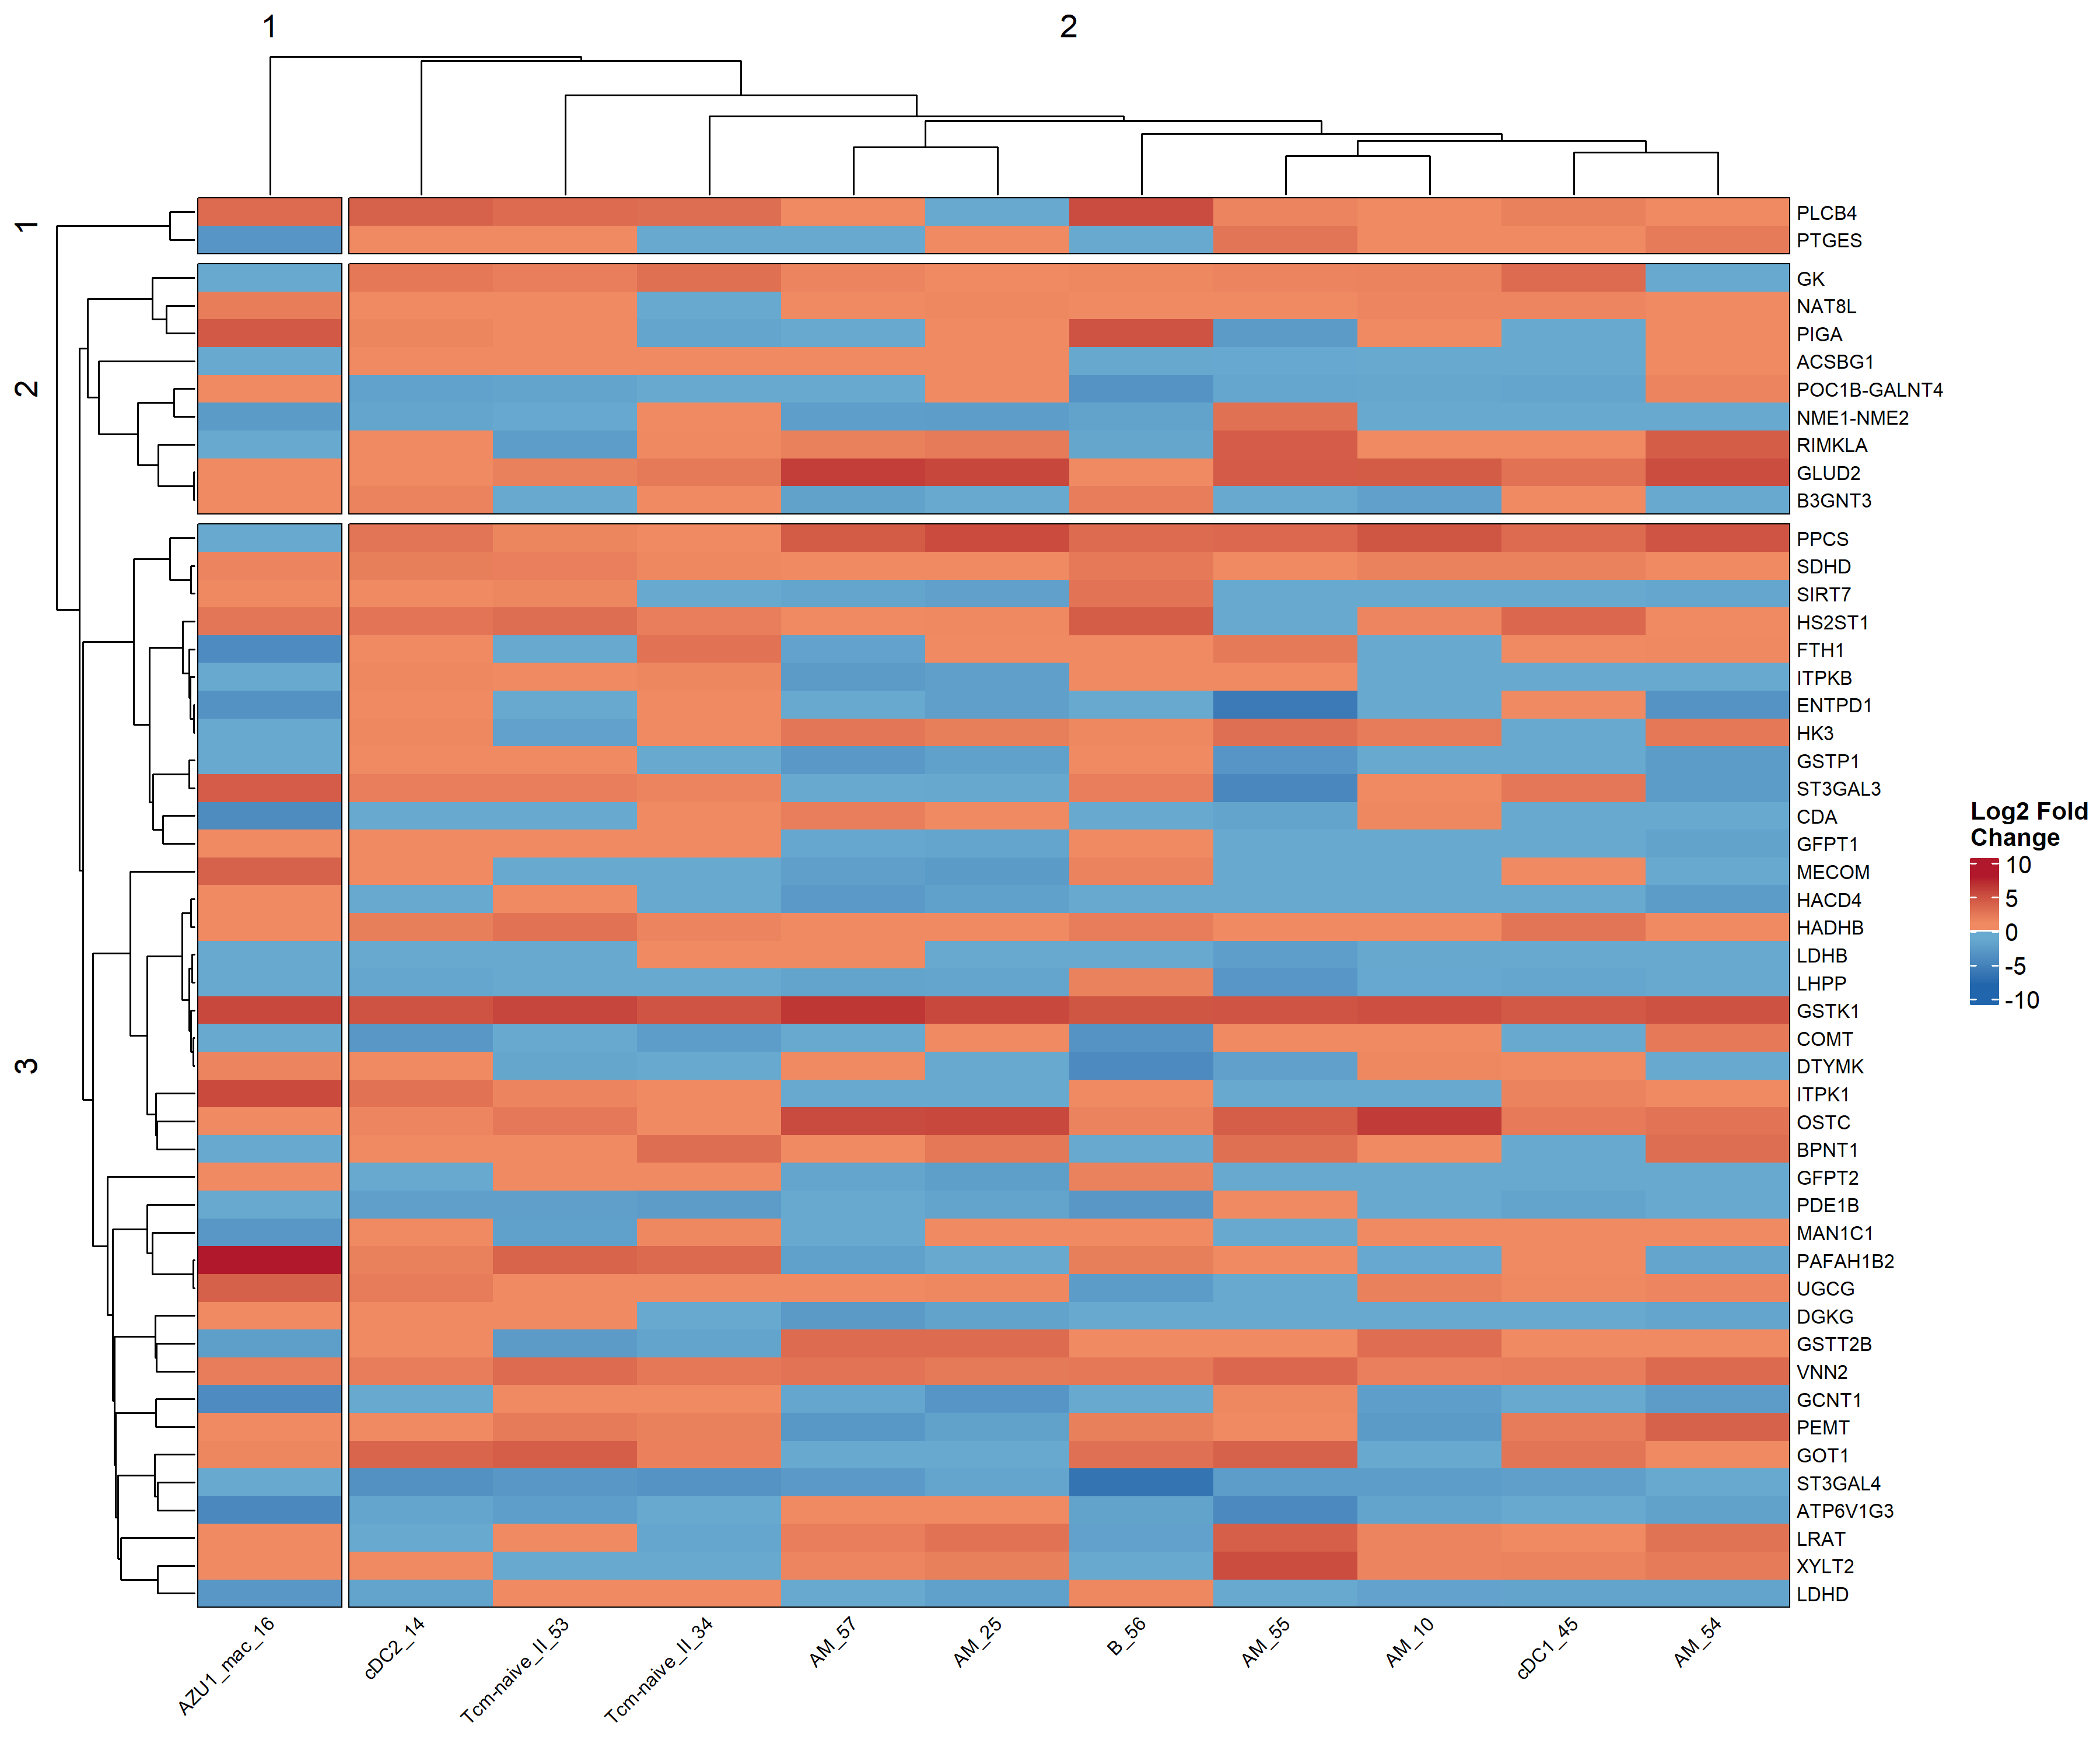 1
2
1
2
3
PLCB4
PTGES
GK
NAT8L
PIGA
ACSBG1
POC1B-GALNT4
NME1-NME2
RIMKLA
GLUD2
B3GNT3
PPCS
SDHD
SIRT7
HS2ST1
FTH1
ITPKB
ENTPD1
HK3
GSTP1
ST3GAL3
CDA
GFPT1
MECOM
HACD4
HADHB
LDHB
LHPP
GSTK1
COMT
DTYMK
ITPK1
OSTC
BPNT1
GFPT2
PDE1B
MAN1C1
PAFAH1B2
UGCG
DGKG
GSTT2B
VNN2
GCNT1
PEMT
GOT1
ST3GAL4
ATP6V1G3
LRAT
XYLT2
LDHD
AZU1_mac_16
cDC2_14
Tcm-naive_II_53
Tcm-naive_II_34
AM_57
AM_25
B_56
AM_55
AM_10
cDC1_45
AM_54
Log2 Fold
Change
10
5
0
-5
-10